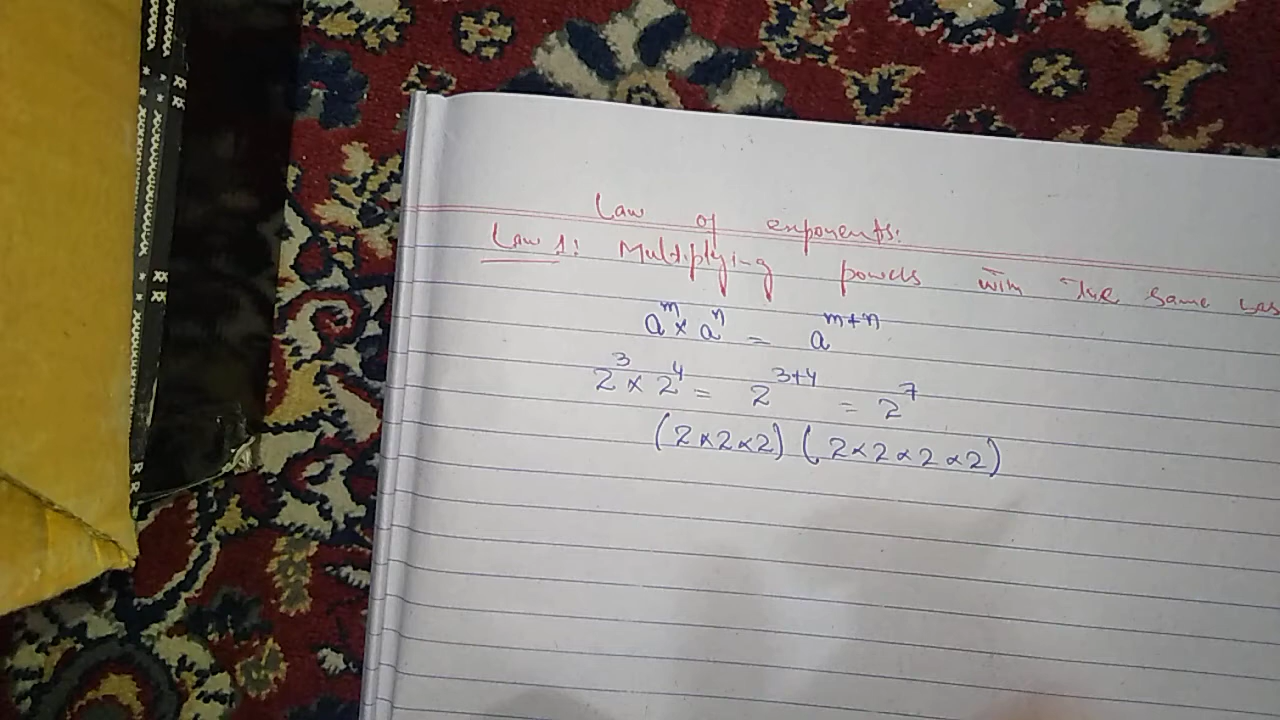 Law of exponents:
Law 1: Multiplying powers with the same bas
a^m × a^n = a^(m+n)
2^3 × 2^4 = 2^(3+4) = 2^7
(2×2×2) (2×2×2×2)